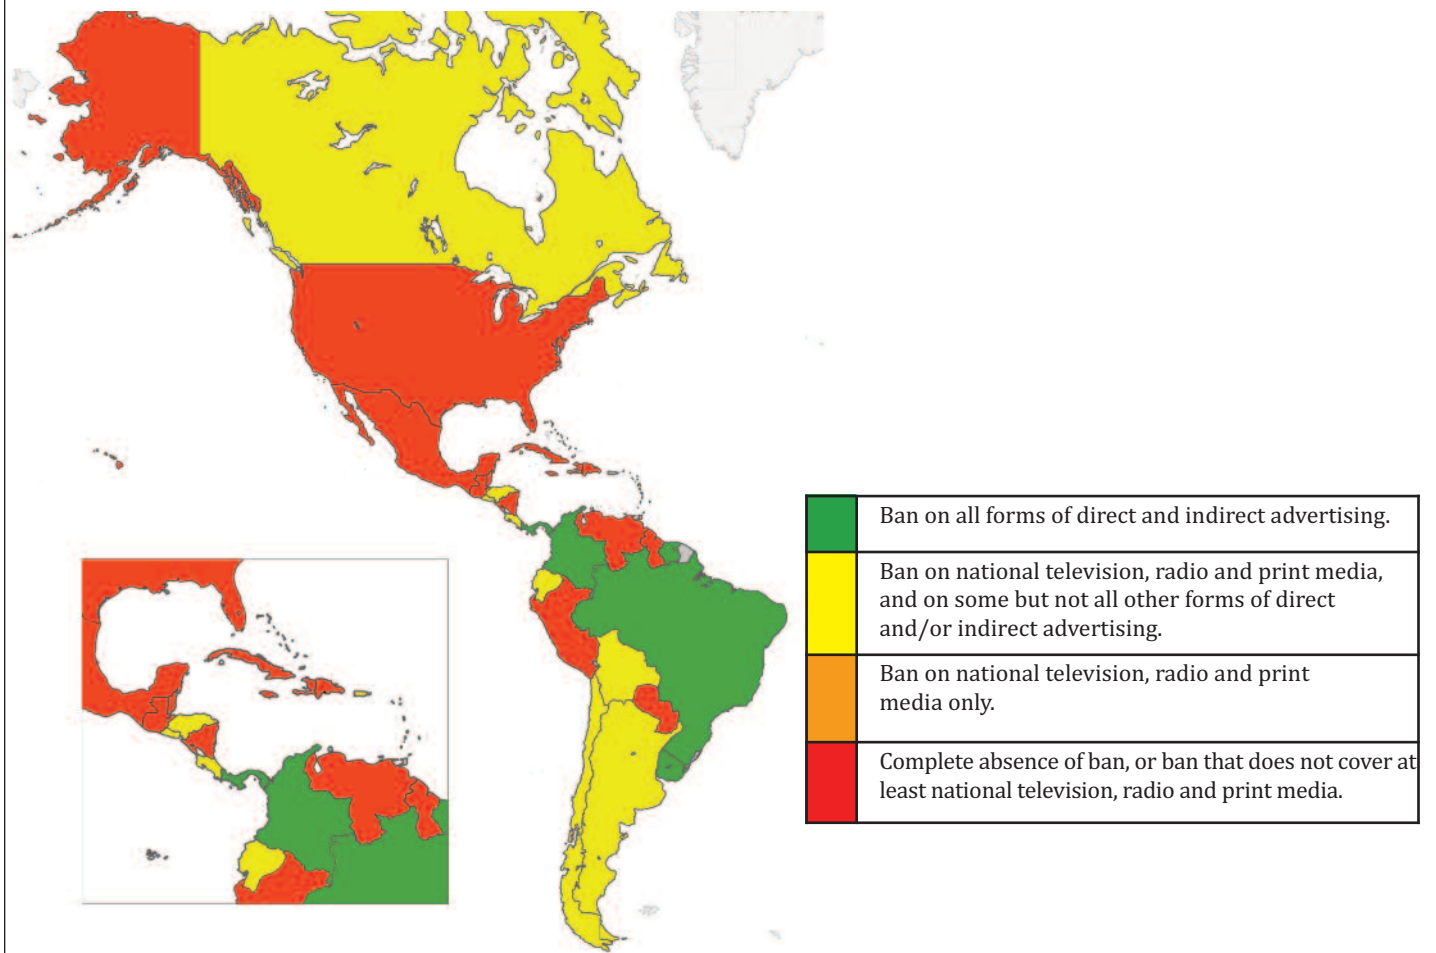 Ban on all forms of direct and indirect advertising.
Ban on national television, radio and print media,
and on some but not all other forms of direct
and/or indirect advertising.
Ban on national television, radio and print
media only.
Complete absence of ban, or ban that does not cover at
least national television, radio and print media.